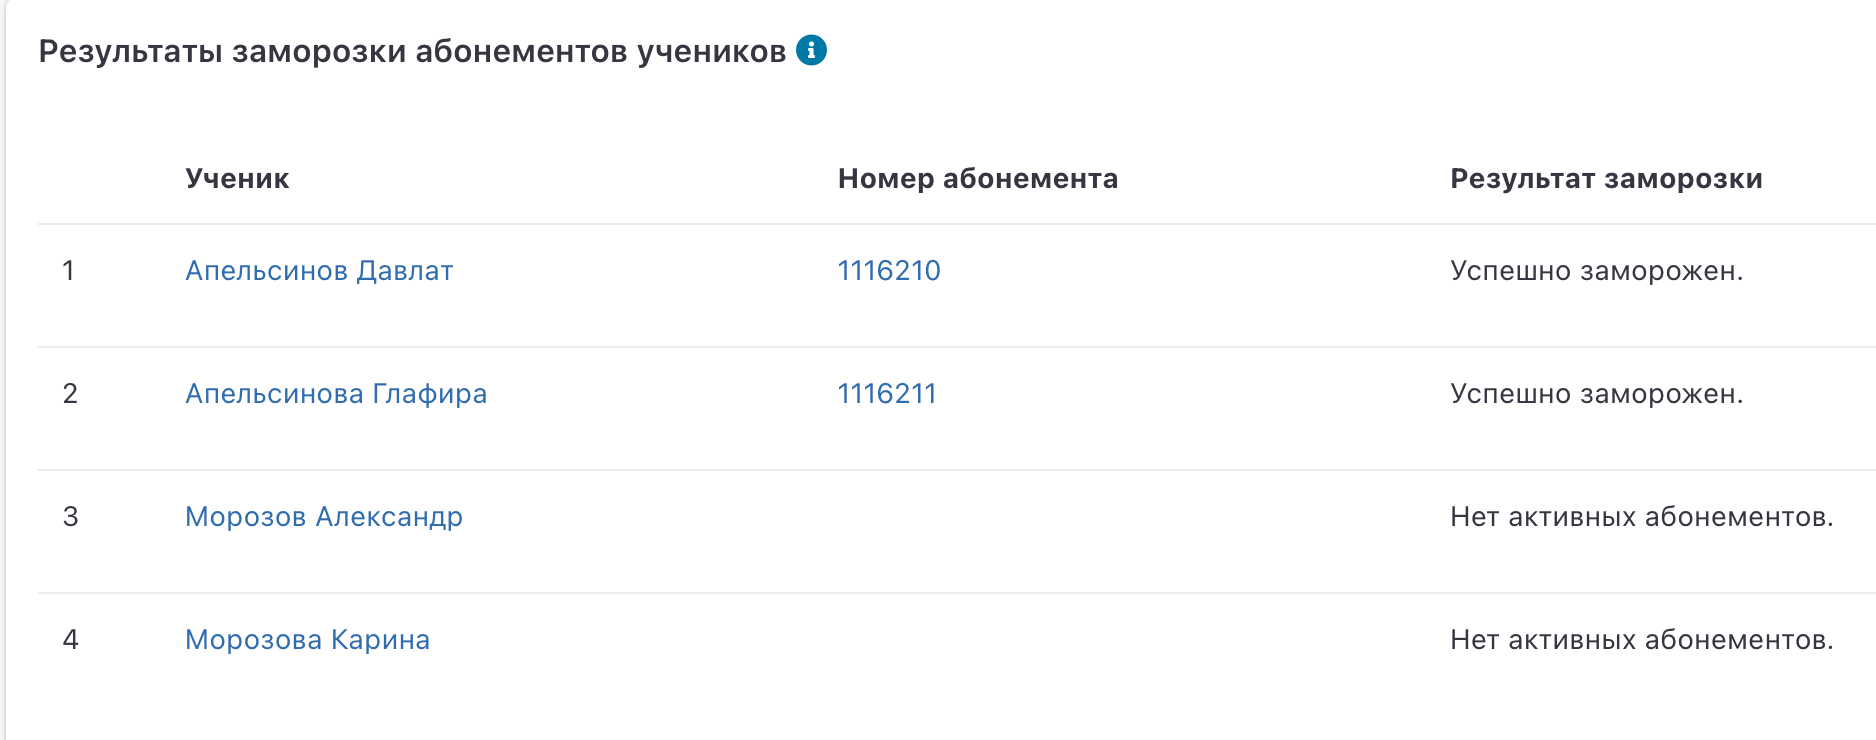 Результаты заморозки абонементов учеников
Ученик Номер абонемента Результат заморозки
1 Апельсинов Давлат 1116210 Успешно заморожен.
2 Апельсинова Глафира 1116211 Успешно заморожен.
3 Морозов Александр Нет активных абонементов.
4 Морозова Карина Нет активных абонементов.